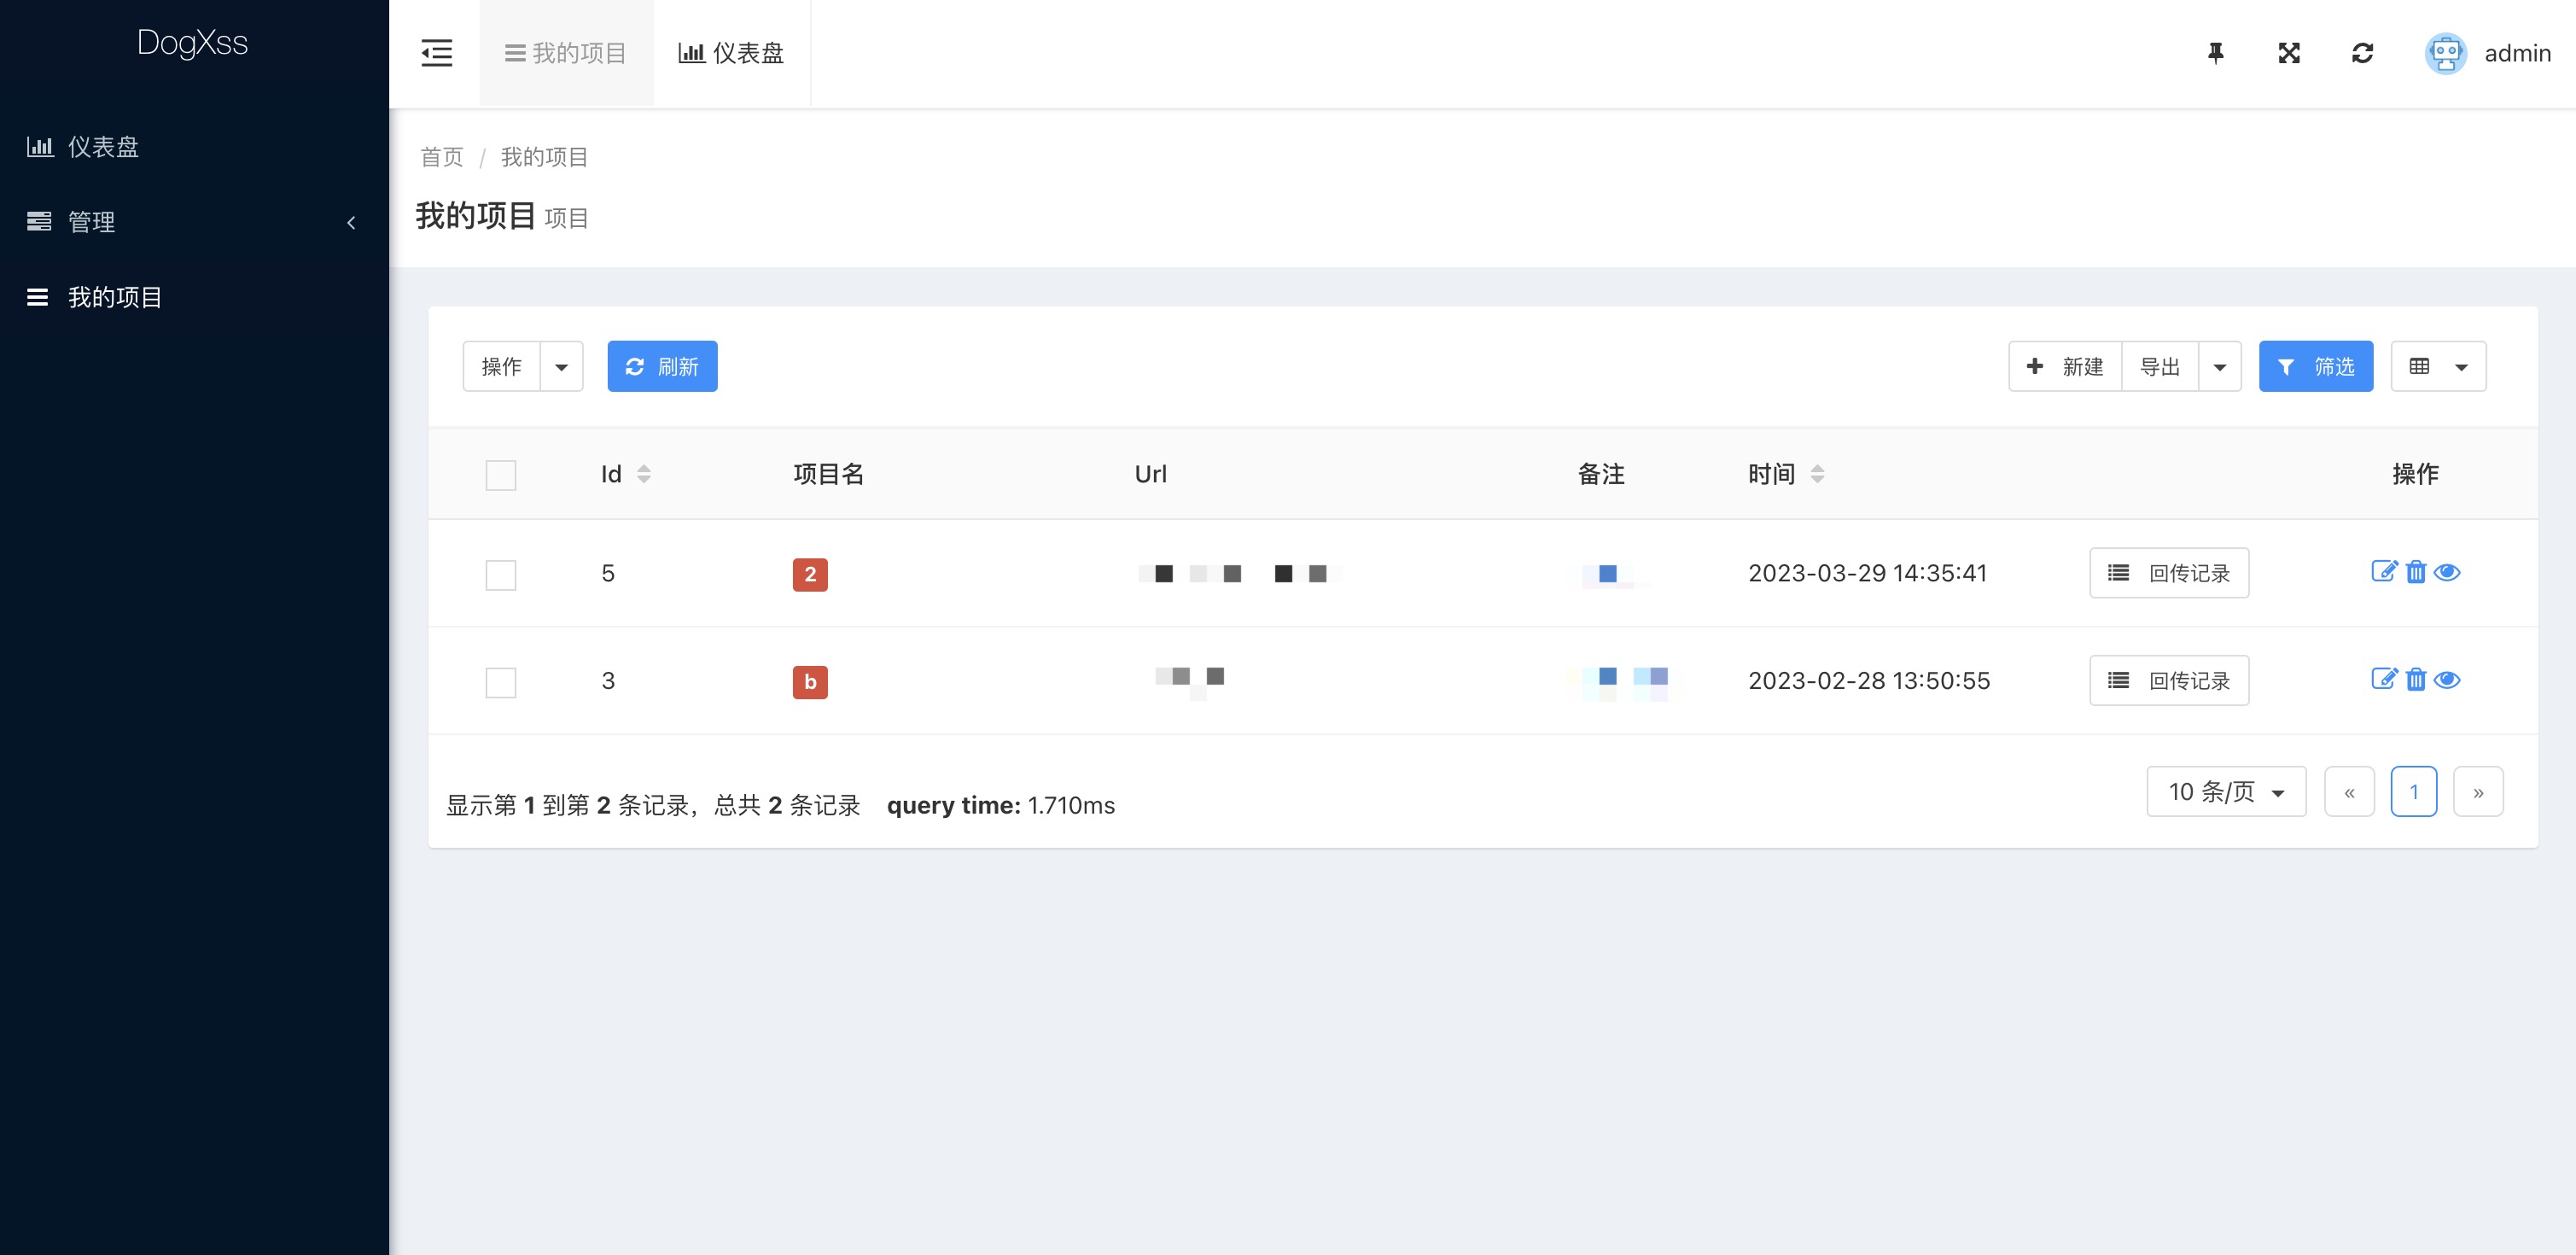 DogXss
仪表盘
管理
我的项目
我的项目 仪表盘 admin
首页 / 我的项目
我的项目 项目
操作 刷新 新建 导出 筛选
Id 项目名 Url 备注 时间 操作
5 2 2023-03-29 14:35:41 回传记录
3 b 2023-02-28 13:50:55 回传记录
显示第 1 到第 2 条记录，总共 2 条记录 query time: 1.710ms
10 条/页 « 1 »